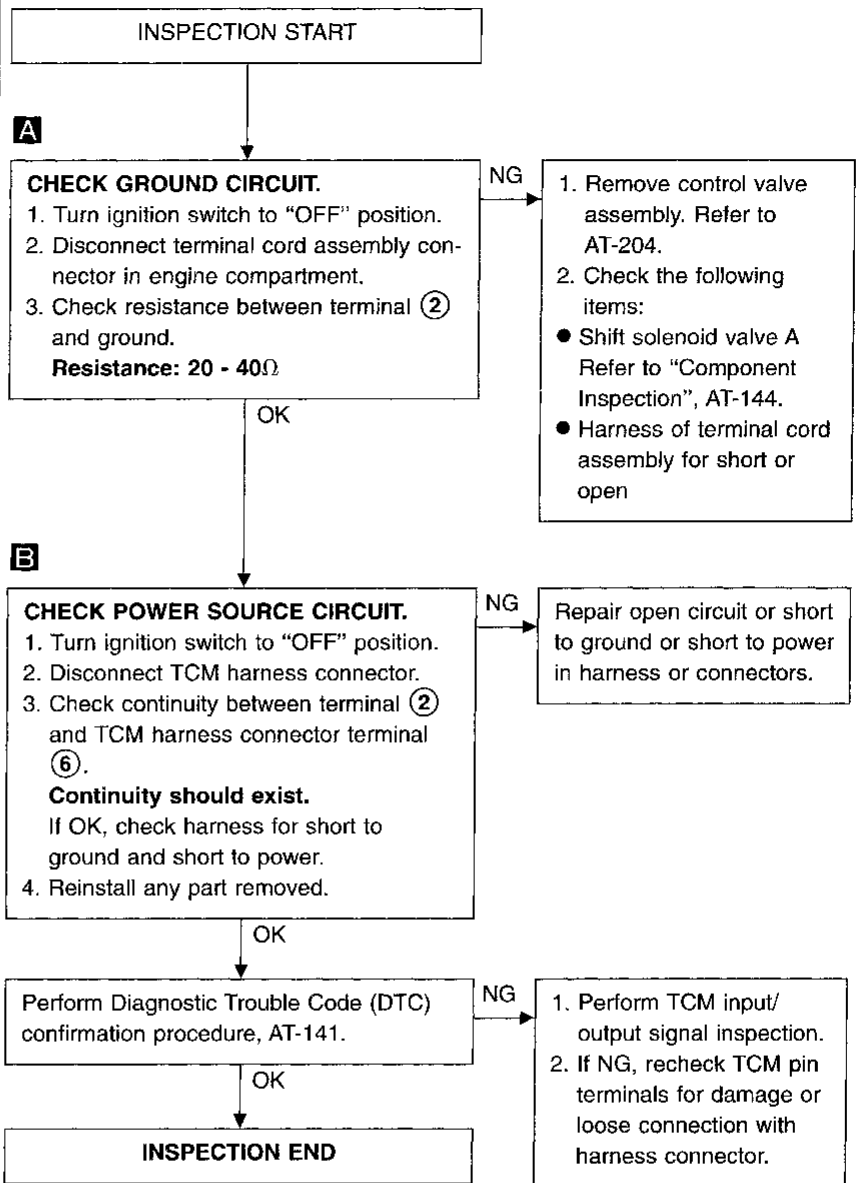 INSPECTION START
A
CHECK GROUND CIRCUIT.
1. Turn ignition switch to “OFF” position.
2. Disconnect terminal cord assembly con-
nector in engine compartment.
3. Check resistance between terminal ②
and ground.
Resistance: 20 - 40Ω
NG
1. Remove control valve
assembly. Refer to
AT-204.
2. Check the following
items:
● Shift solenoid valve A
Refer to “Component
Inspection”, AT-144.
● Harness of terminal cord
assembly for short or
open
OK
B
CHECK POWER SOURCE CIRCUIT.
1. Turn ignition switch to “OFF” position.
2. Disconnect TCM harness connector.
3. Check continuity between terminal ②
and TCM harness connector terminal
⑥.
Continuity should exist.
If OK, check harness for short to
ground and short to power.
4. Reinstall any part removed.
NG
Repair open circuit or short
to ground or short to power
in harness or connectors.
OK
Perform Diagnostic Trouble Code (DTC)
confirmation procedure, AT-141.
NG
1. Perform TCM input/
output signal inspection.
2. If NG, recheck TCM pin
terminals for damage or
loose connection with
harness connector.
OK
INSPECTION END